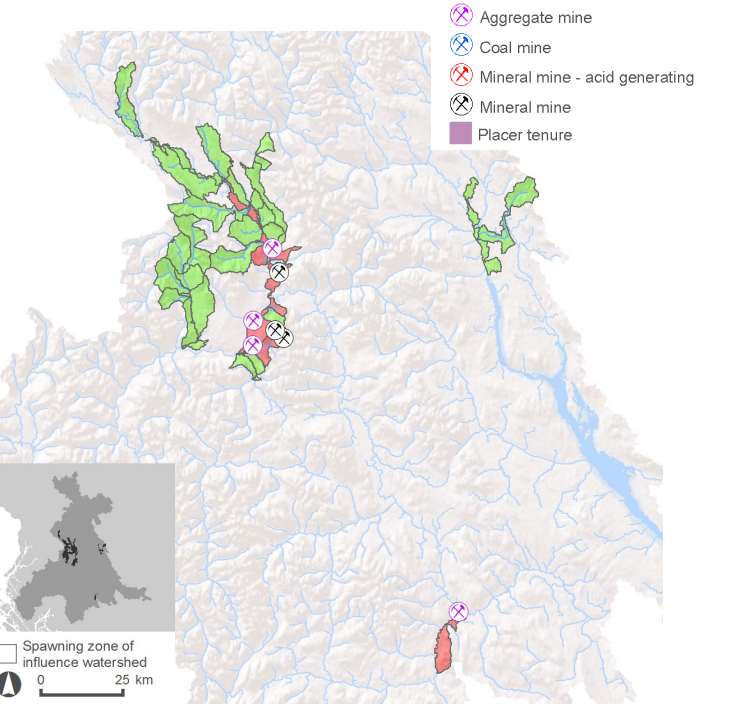 Aggregate mine
Coal mine
Mineral mine - acid generating
Mineral mine
Placer tenure
Spawning zone of
influence watershed
0 25 km